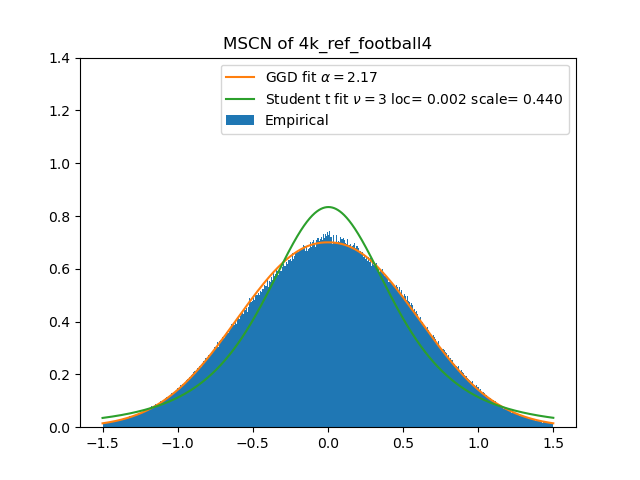 MSCN of 4k_ref_football4
GGD fit α = 2.17
Student t fit ν = 3 loc= 0.002 scale= 0.440
Empirical
1.4
1.2
1.0
0.8
0.6
0.4
0.2
0.0
−1.5 −1.0 −0.5 0.0 0.5 1.0 1.5